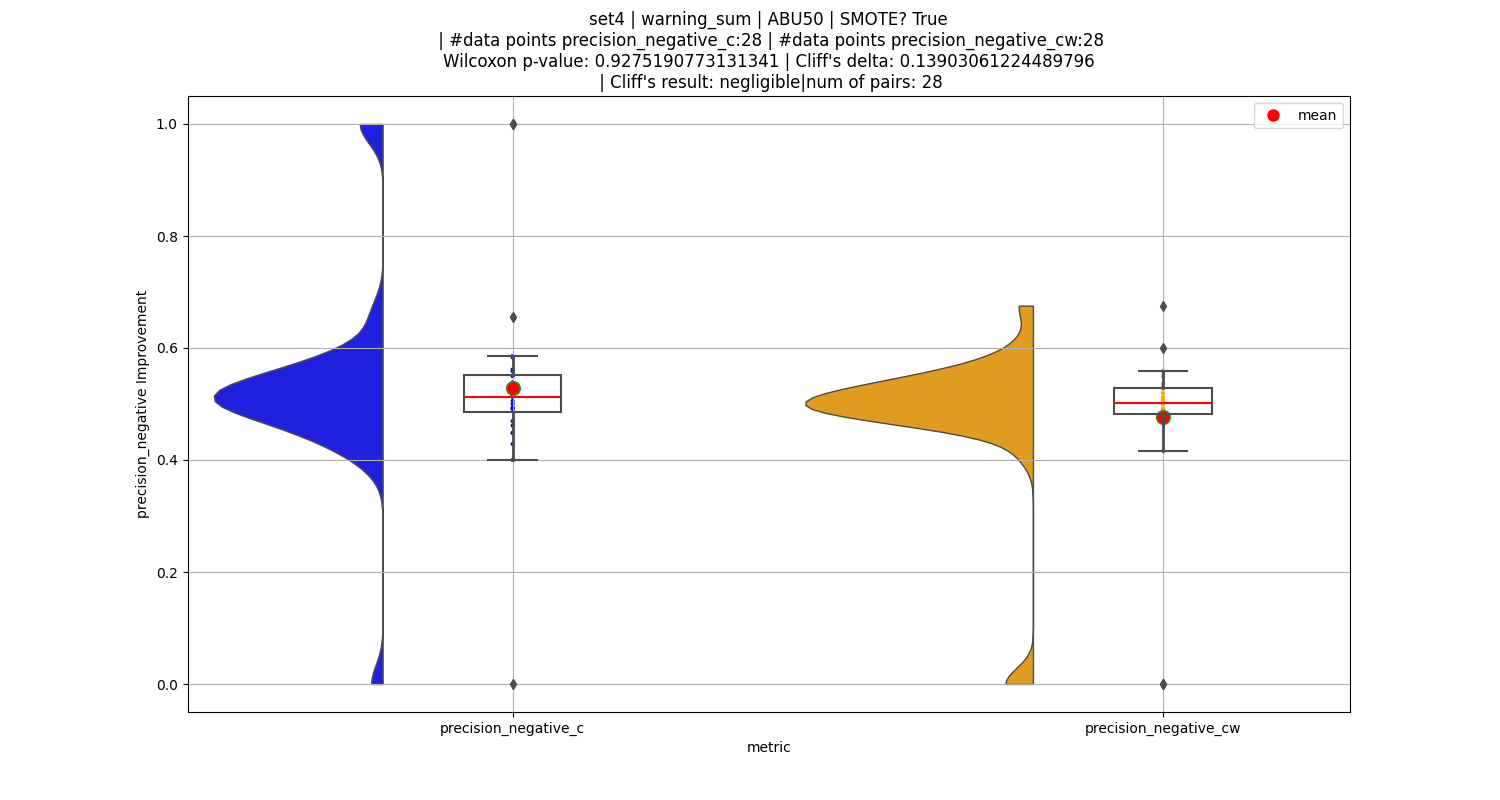 set4 | warning_sum | ABU50 | SMOTE? True
| #data points precision_negative_c:28 | #data points precision_negative_cw:28
Wilcoxon p-value: 0.9275190773131341 | Cliff's delta: 0.13903061224489796
| Cliff's result: negligible|num of pairs: 28
mean
1.0
0.8
0.6
0.4
0.2
0.0
precision_negative Improvement
precision_negative_c
precision_negative_cw
metric